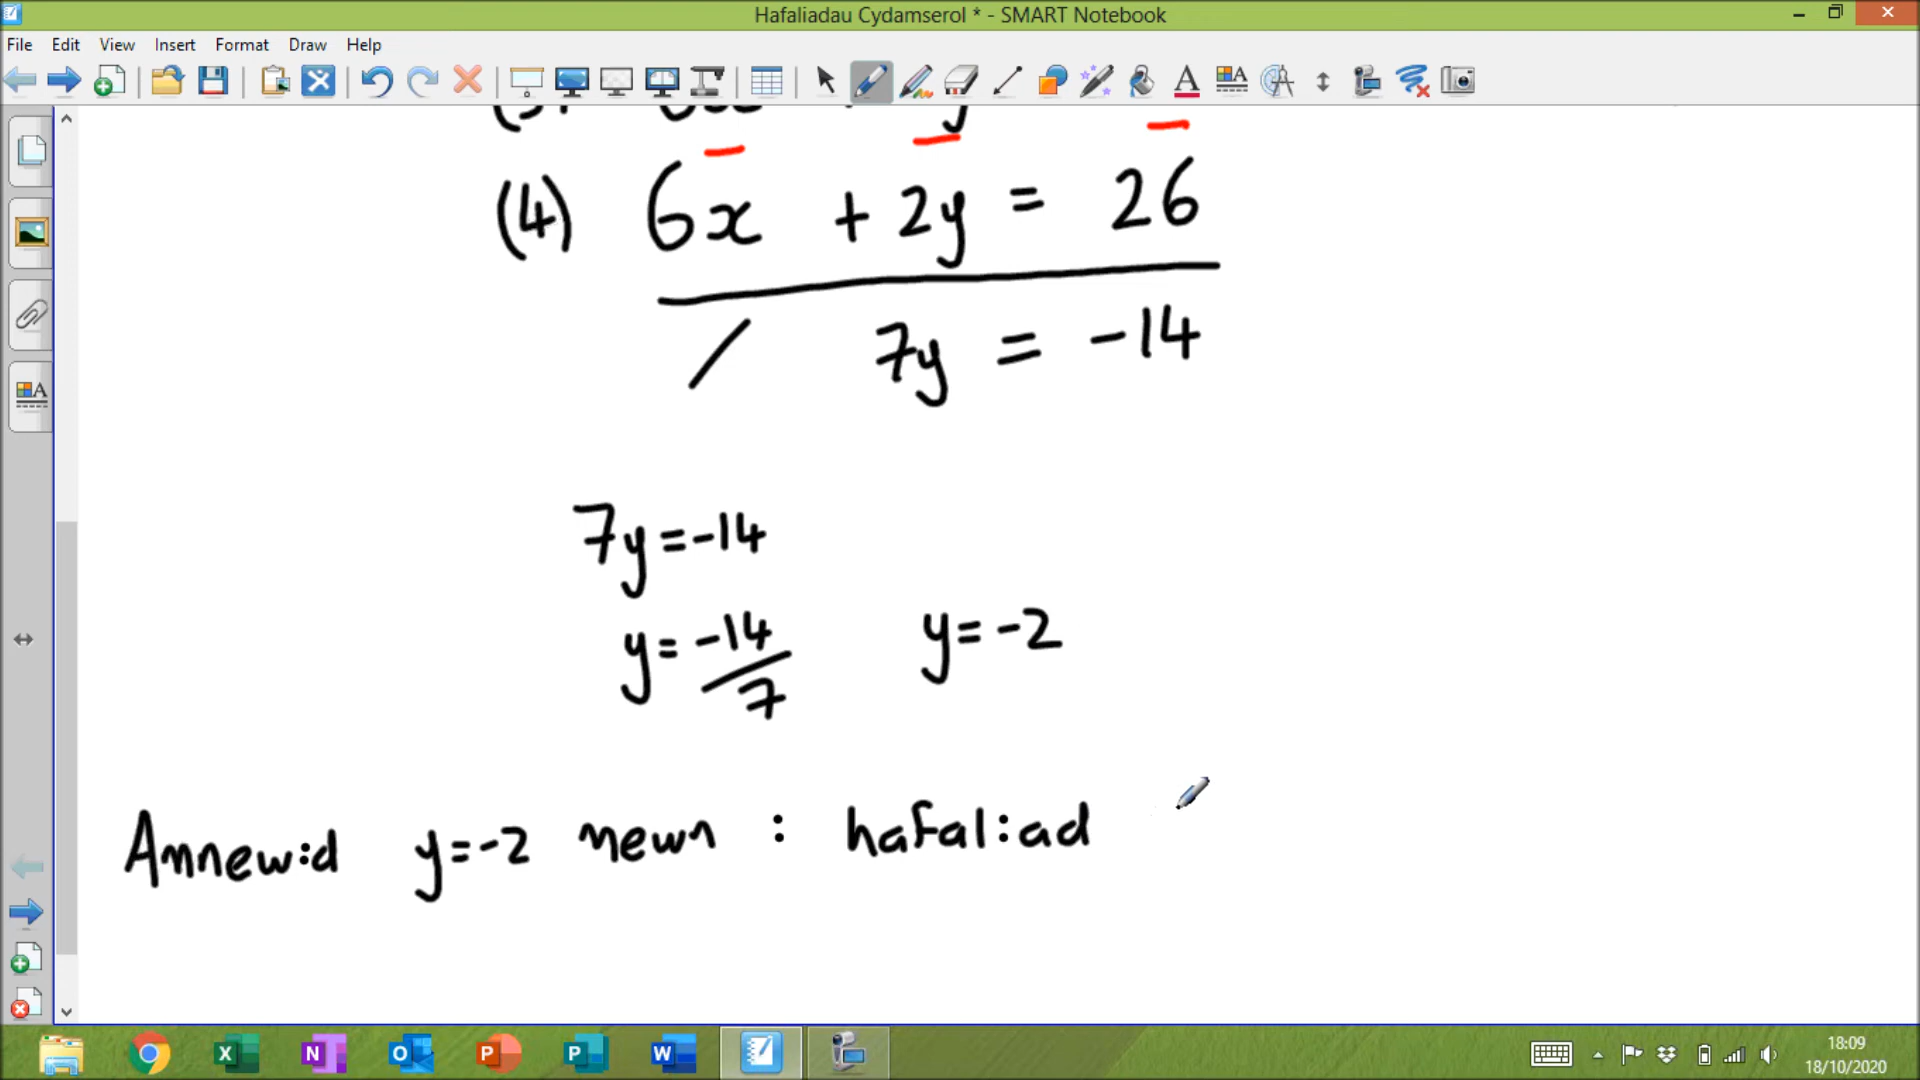 Hafaliadau Cydamserol * - SMART Notebook
File Edit View Insert Format Draw Help
(4) 6x + 2y = 26
/ 7y = -14
7y = -14
y = -14/7 y = -2
Amnewid y = -2 mewn i hafaliad
18:09
18/10/2020